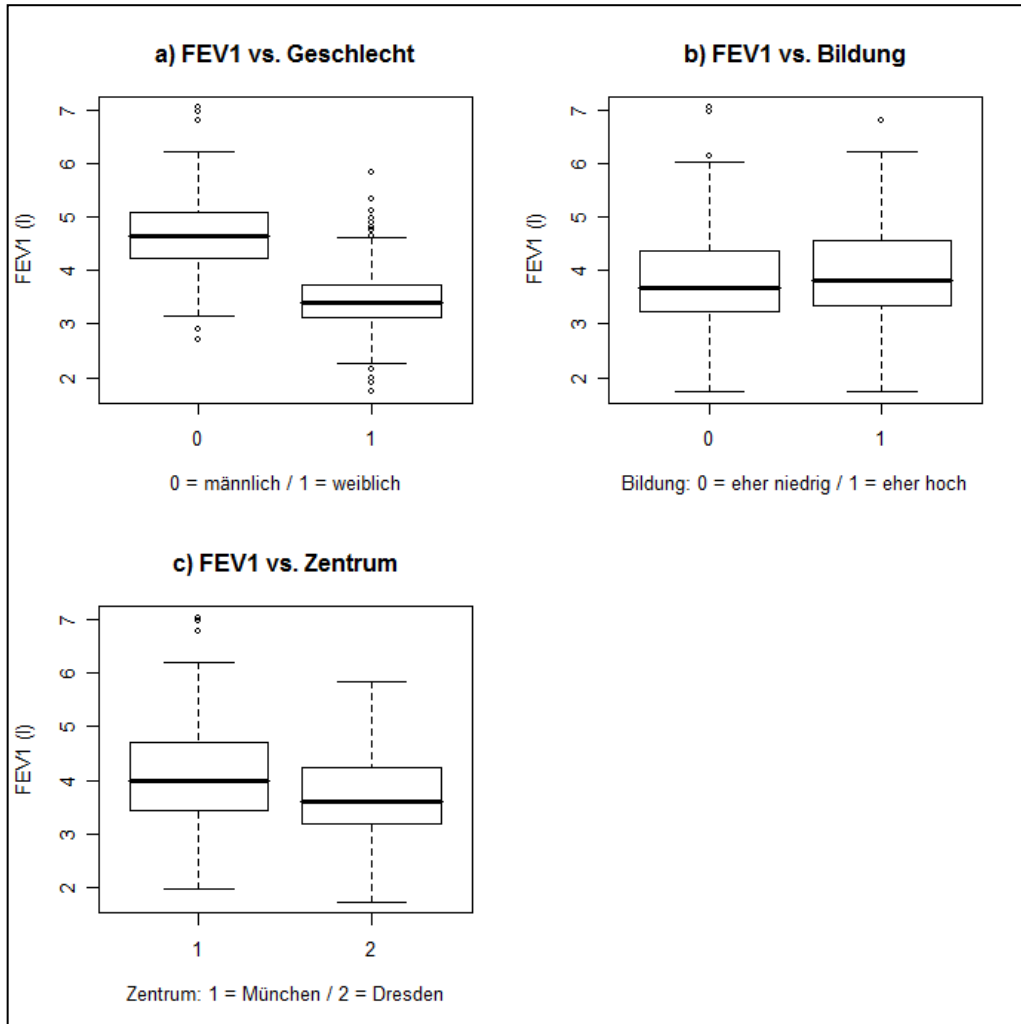 a) FEV1 vs. Geschlecht
FEV1 (l)
7
6
5
4
3
2
0 1
0 = männlich / 1 = weiblich
b) FEV1 vs. Bildung
FEV1 (l)
7
6
5
4
3
2
0 1
Bildung: 0 = eher niedrig / 1 = eher hoch
c) FEV1 vs. Zentrum
FEV1 (l)
7
6
5
4
3
2
1 2
Zentrum: 1 = München / 2 = Dresden